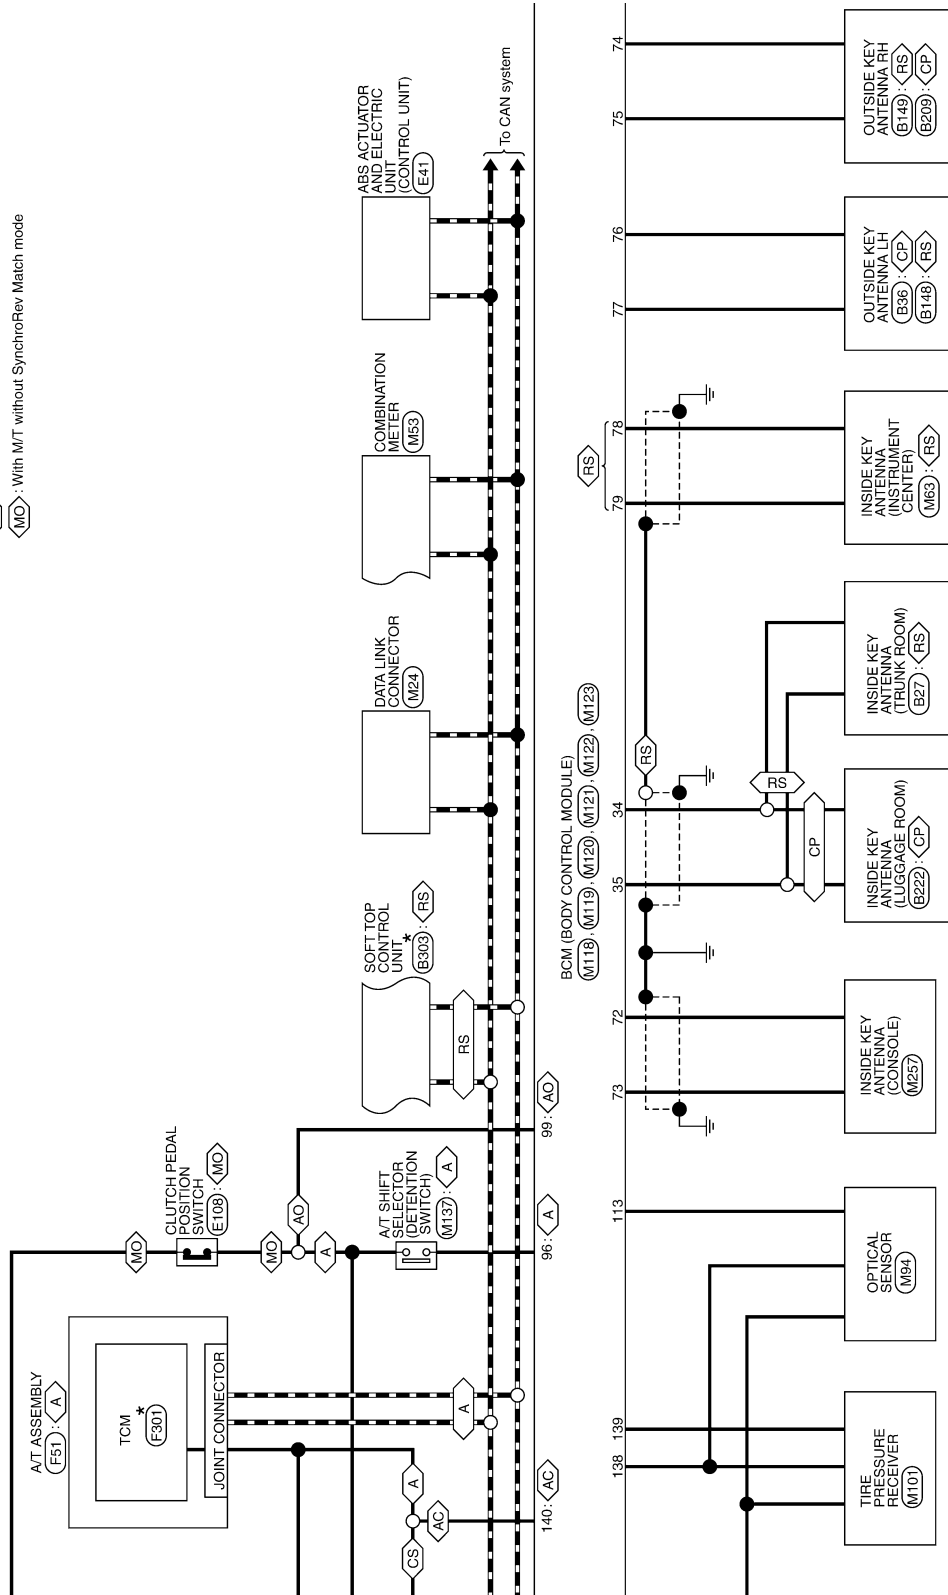 MO : With M/T without SynchroRev Match mode
A/T ASSEMBLY
F51 : A
TCM
*
F301
JOINT CONNECTOR
MO
CLUTCH PEDAL
POSITION
SWITCH
E108 : MO
MO
AO
A
A/T SHIFT
SELECTOR
(DETENTION
SWITCH)
M137 : A
A
A
AC
CS
SOFT TOP
CONTROL
UNIT
*
B303 : RS
RS
DATA LINK
CONNECTOR
M24
COMBINATION
METER
M53
ABS ACTUATOR
AND ELECTRIC
UNIT
(CONTROL UNIT)
E41
To CAN system
140 : AC
96 : A
99 : AO
BCM (BODY CONTROL MODULE)
M118 , M119 , M120 , M121 , M122 , M123
138
139
113
73
72
35
34
79
78
77
76
75
74
RS
RS
RS
CP
TIRE
PRESSURE
RECEIVER
M101
OPTICAL
SENSOR
M94
INSIDE KEY
ANTENNA
(CONSOLE)
M257
INSIDE KEY
ANTENNA
(LUGGAGE ROOM)
B222 : CP
INSIDE KEY
ANTENNA
(TRUNK ROOM)
B27 : RS
INSIDE KEY
ANTENNA
(INSTRUMENT
CENTER)
M63 : RS
OUTSIDE KEY
ANTENNA LH
B36 : CP
B148 : RS
OUTSIDE KEY
ANTENNA RH
B149 : RS
B209 : CP